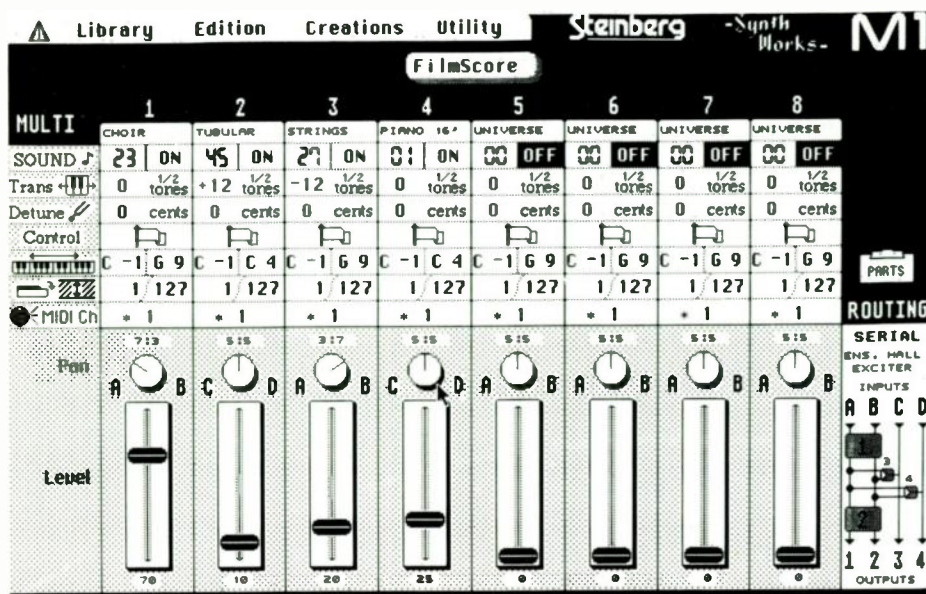 Library Edition Creations Utility Steinberg -Synth Works- M1
FilmScore
1 2 3 4 5 6 7 8
MULTI CHOIR TUBULAR STRINGS PIANO 16' UNIVERSE UNIVERSE UNIVERSE UNIVERSE
SOUND 23 ON 45 ON 27 ON 01 ON 00 OFF 00 OFF 00 OFF 00 OFF
Trans 0 1/2 tones +12 1/2 tones -12 1/2 tones 0 1/2 tones 0 1/2 tones 0 1/2 tones 0 1/2 tones 0 1/2 tones
Detune 0 cents 0 cents 0 cents 0 cents 0 cents 0 cents 0 cents 0 cents
Control
C -1 G 9 C -1 C 4 C -1 G 9 C -1 C 4 C -1 G 9 C -1 G 9 C -1 G 9 C -1 G 9
PARTS
1 127 1 127 1 127 1 127 1 127 1 127 1 127 1 127
MIDI Ch * 1 * 1 * 1 * 1 * 1 * 1 * 1 * 1
ROUTING
7:3 5:5 3:7 5:5 5:5 5:5 5:5 5:5
SERIAL
Pan
ENS. HALL
EXCITER
A B C D A B C D A B A B A B A B
INPUTS
A B C D
1
3
Level
4
2
1 2 3 4
70 10 20 25 0 0 0 0
OUTPUTS